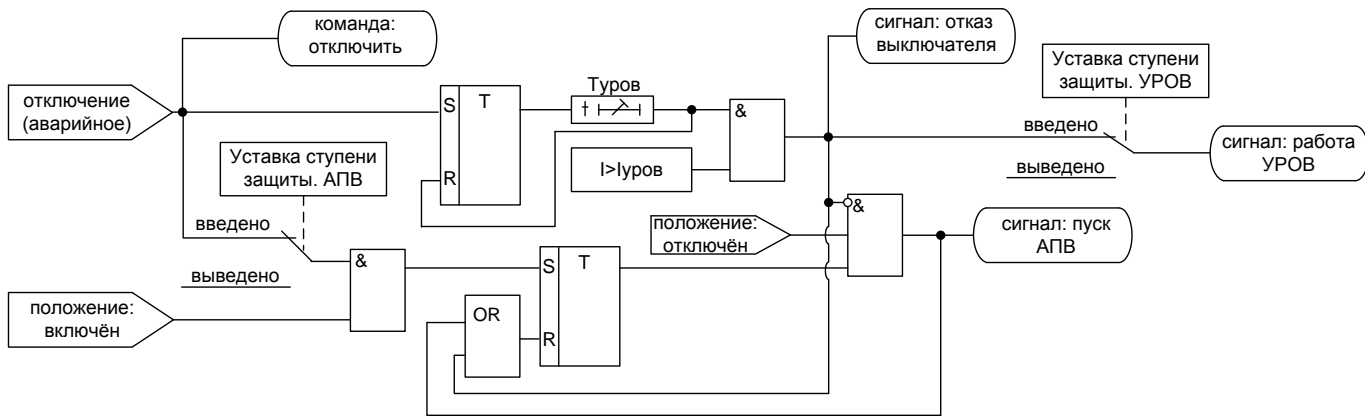 команда:
отключить
сигнал: отказ
выключателя
Уставка ступени
защиты. УРОВ
отключение
(аварийное)
S
T
Туров
&
введено
сигнал: работа
УРОВ
Уставка ступени
защиты. АПВ
R
I>Iуров
выведено
введено
положение:
отключён
&
сигнал: пуск
АПВ
выведено
&
S
T
положение:
включён
OR
R